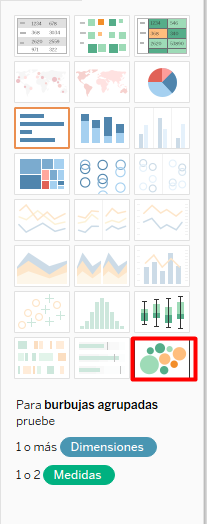 Para burbujas agrupadas
pruebe
1 o más Dimensiones
1 o 2 Medidas